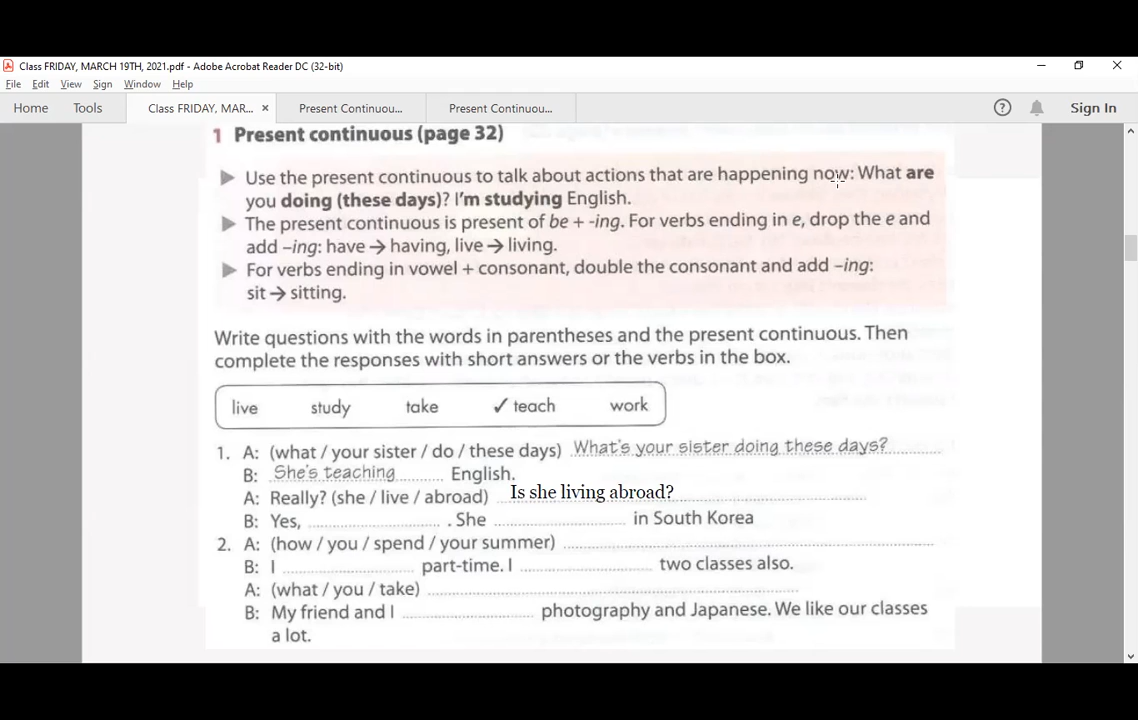 Class FRIDAY, MARCH 19TH, 2021.pdf - Adobe Acrobat Reader DC (32-bit)
File Edit View Sign Window Help
Home Tools Class FRIDAY, MAR... × Present Continuou... Present Continuou... ? Sign In
1 Present continuous (page 32)
▶ Use the present continuous to talk about actions that are happening now: What are
you doing (these days)? I'm studying English.
▶ The present continuous is present of be + -ing. For verbs ending in e, drop the e and
add –ing: have → having, live → living.
▶ For verbs ending in vowel + consonant, double the consonant and add –ing:
sit → sitting.
Write questions with the words in parentheses and the present continuous. Then
complete the responses with short answers or the verbs in the box.
live study take ✓ teach work
1. A: (what / your sister / do / these days) What's your sister doing these days?
B: She's teaching English.
A: Really? (she / live / abroad) Is she living abroad?
B: Yes, ........................ . She ........................ in South Korea
2. A: (how / you / spend / your summer) ........................
B: I ........................ part-time. I ........................ two classes also.
A: (what / you / take) ........................
B: My friend and I ........................ photography and Japanese. We like our classes
a lot.